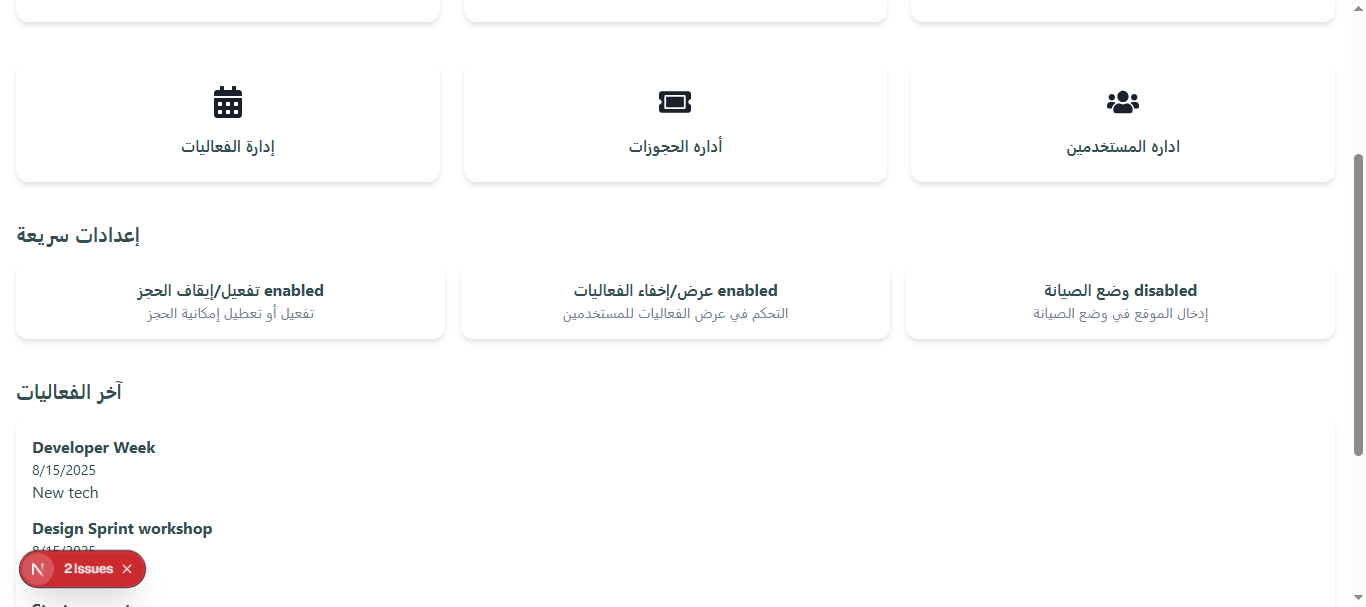 إدارة الفعاليات
أداره الحجوزات
اداره المستخدمين
إعدادات سريعة
enabled تفعيل/إيقاف الحجز
تفعيل أو تعطيل إمكانية الحجز
enabled عرض/إخفاء الفعاليات
التحكم في عرض الفعاليات للمستخدمين
disabled وضع الصيانة
إدخال الموقع في وضع الصيانة
آخر الفعاليات
Developer Week
8/15/2025
New tech
Design Sprint workshop
8/15/2025
N 2 Issues ×